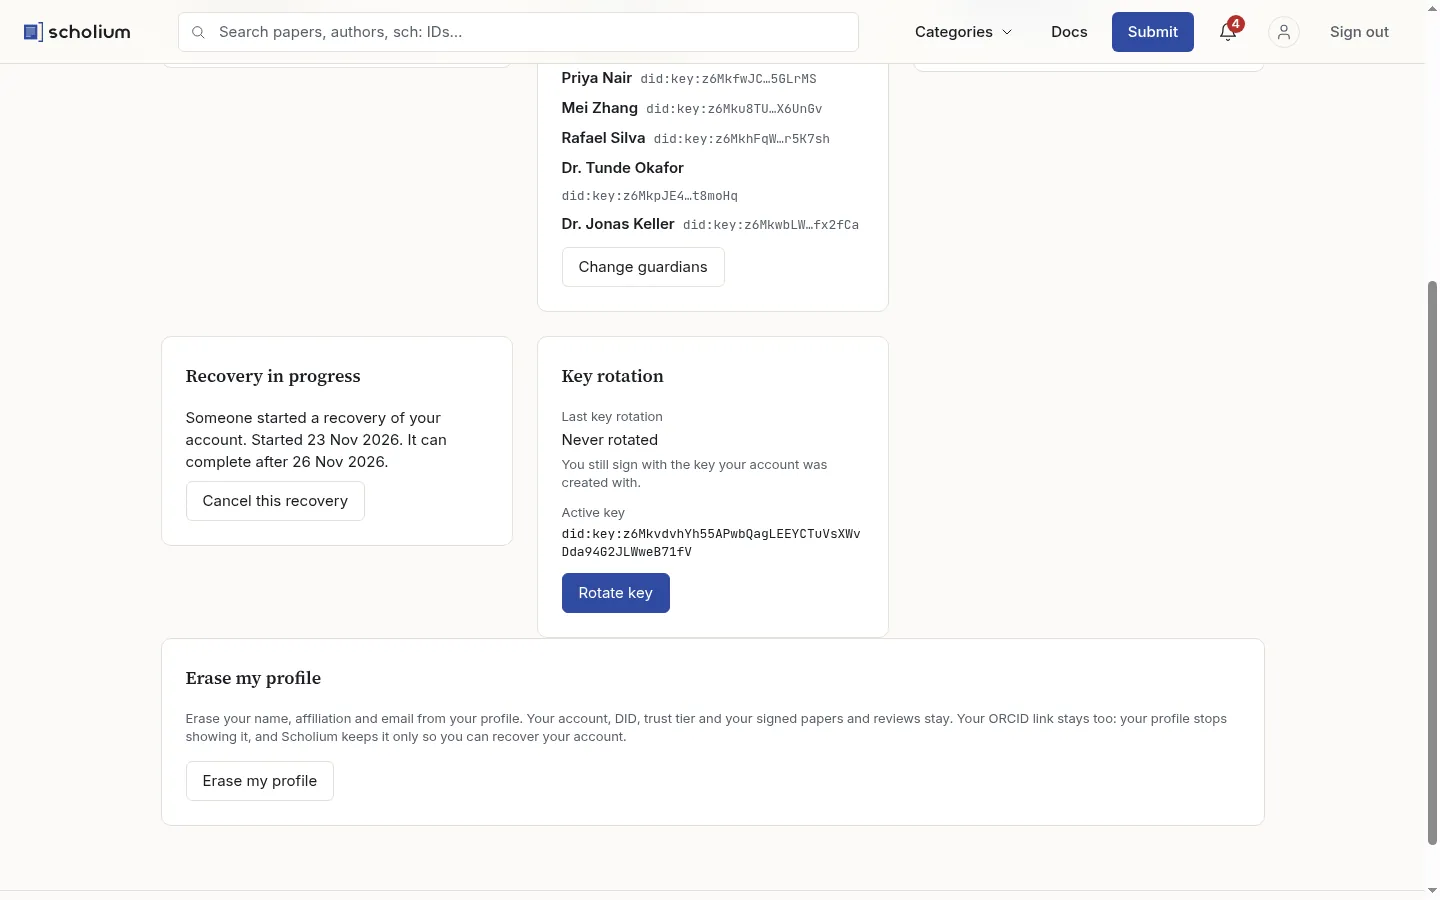 scholium
Search papers, authors, sch: IDs...
Categories
Docs
Submit
4
Sign out
Priya Nair did:key:z6MkfwJC…5GLrMS
Mei Zhang did:key:z6Mku8TU…X6UnGv
Rafael Silva did:key:z6MkhFqW…r5K7sh
Dr. Tunde Okafor
did:key:z6MkpJE4…t8moHq
Dr. Jonas Keller did:key:z6MkwbLW…fx2fCa
Change guardians
Recovery in progress
Someone started a recovery of your
account. Started 23 Nov 2026. It can
complete after 26 Nov 2026.
Cancel this recovery
Key rotation
Last key rotation
Never rotated
You still sign with the key your account was
created with.
Active key
did:key:z6MkvdvhYh55APwbQagLEEYCTuVsXWv
Dda94G2JLWweB71fV
Rotate key
Erase my profile
Erase your name, affiliation and email from your profile. Your account, DID, trust tier and your signed papers and reviews stay. Your ORCID link stays too: your profile stops
showing it, and Scholium keeps it only so you can recover your account.
Erase my profile